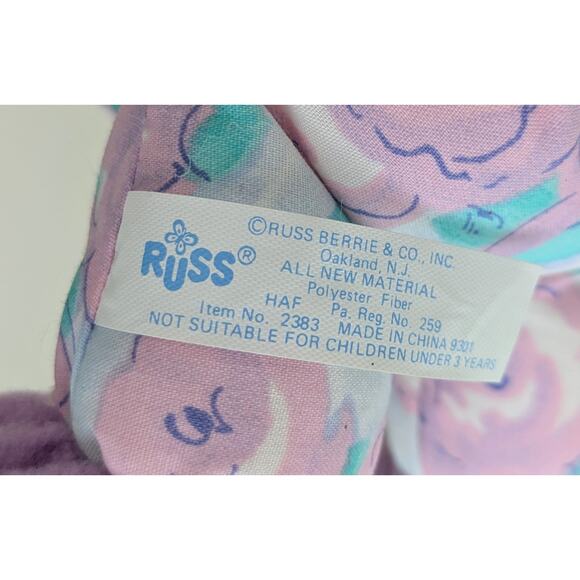 RUSS®
©RUSS BERRIE & CO., INC.
Oakland, N.J.
ALL NEW MATERIAL
Polyester Fiber
HAF Pa. Reg. No. 259
Item No. 2383 MADE IN CHINA 9301
NOT SUITABLE FOR CHILDREN UNDER 3 YEARS